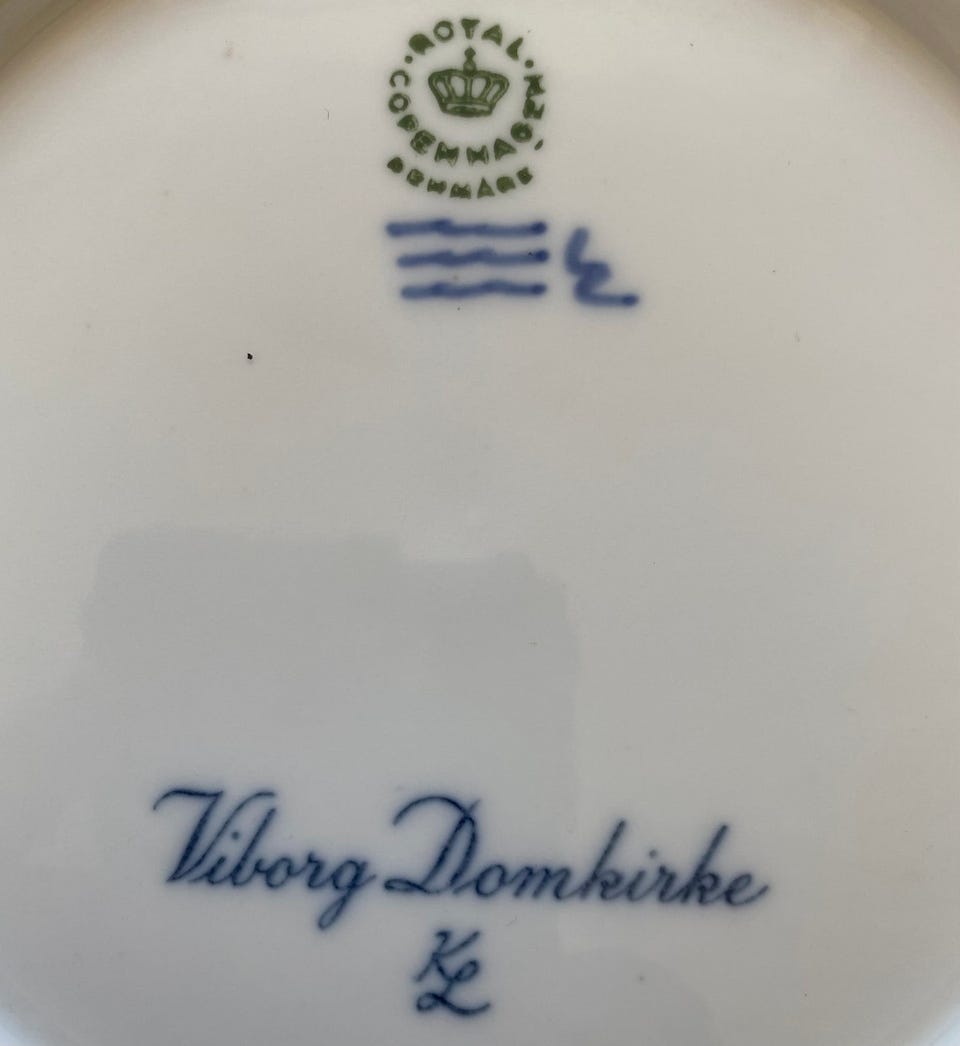 ROYAL
COPENHAGEN
DENMARK
Viborg Domkirke
KL